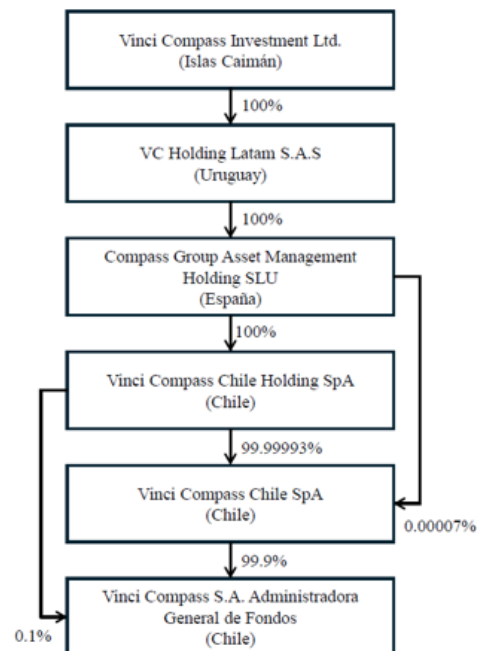 Vinci Compass Investment Ltd.
(Islas Caimán)
100%
VC Holding Latam S.A.S
(Uruguay)
100%
Compass Group Asset Management
Holding SLU
(España)
100%
Vinci Compass Chile Holding SpA
(Chile)
99.99993%
Vinci Compass Chile SpA
(Chile)
0.00007%
99.9%
Vinci Compass S.A. Administradora
General de Fondos
(Chile)
0.1%